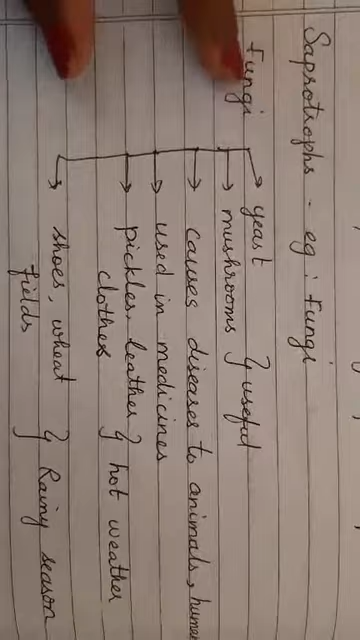 Saprotrophs - eg : Fungi
Fungi
yeast
mushrooms } useful
causes diseases to animals, human
used in medicines
pickles leather } hot weather
clothes
shoes, wheat } Rainy season
fields